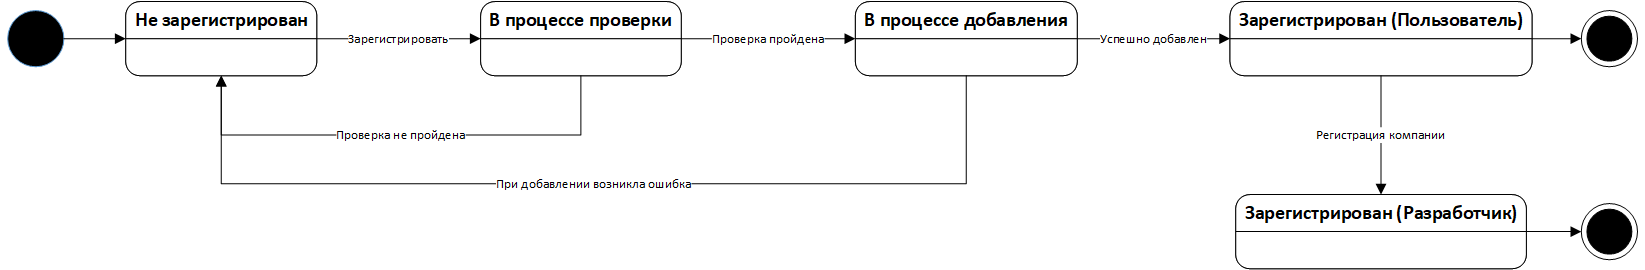 Не зарегистрирован
В процессе проверки
В процессе добавления
Зарегистрирован (Пользователь)
Зарегистрировать
Проверка пройдена
Успешно добавлен
Проверка не пройдена
Регистрация компании
При добавлении возникла ошибка
Зарегистрирован (Разработчик)